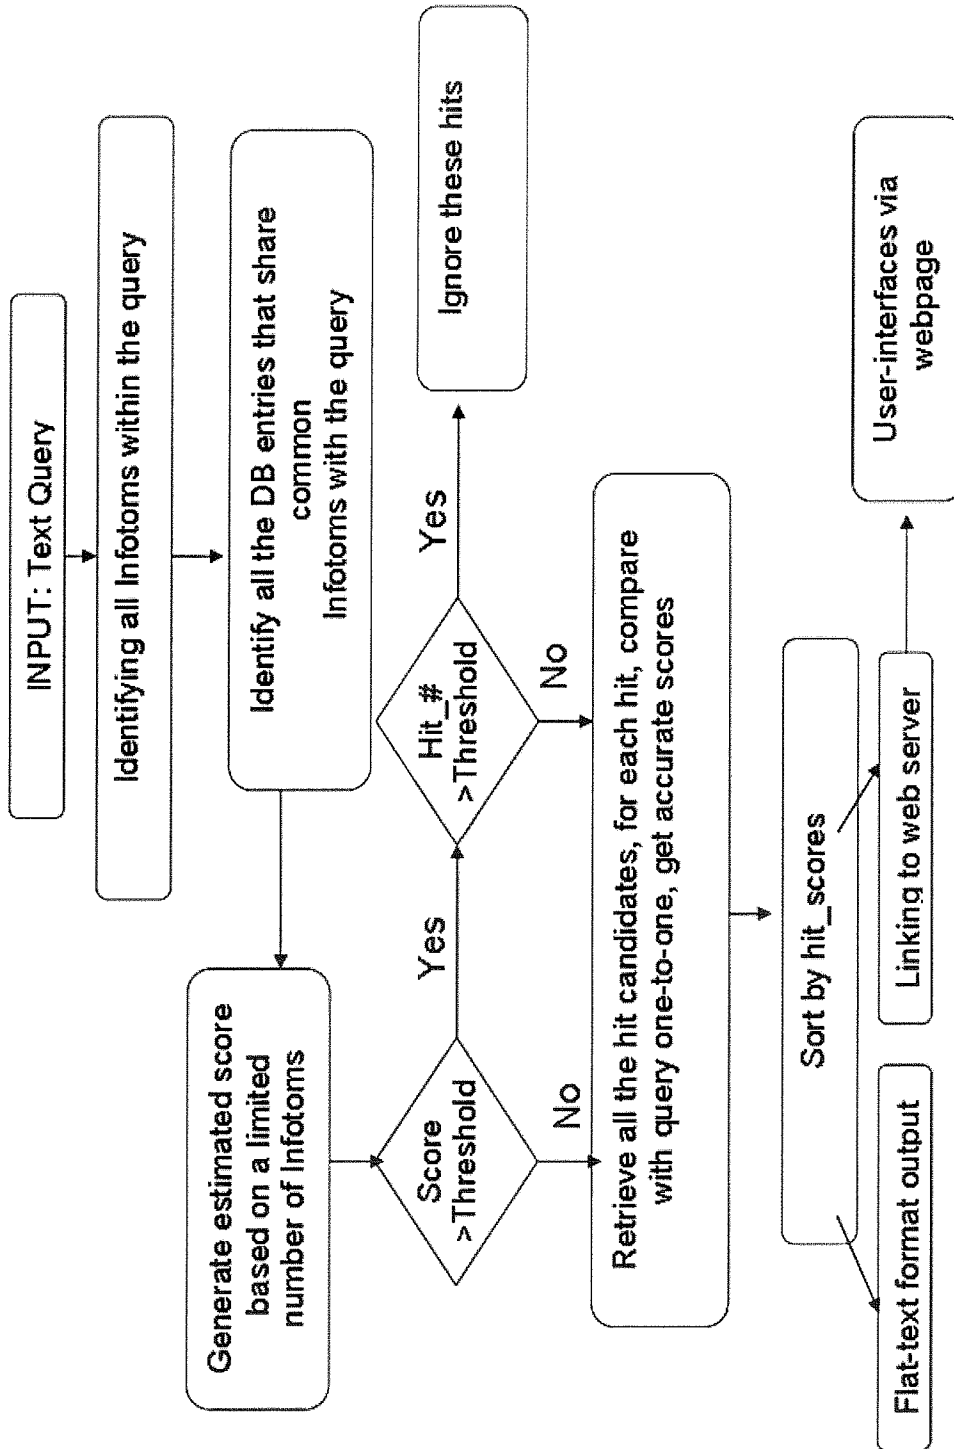 INPUT: Text Query
Identifying all Infotoms within the query
Identify all the DB entries that share
common
Infotoms with the query
Generate estimated score
based on a limited
number of Infotoms
Score
>Threshold
Yes
No
Hit_#
>Threshold
Yes
No
Ignore these hits
Retrieve all the hit candidates, for each hit, compare
with query one-to-one, get accurate scores
Sort by hit_scores
Flat-text format output
Linking to web server
User-interfaces via
webpage